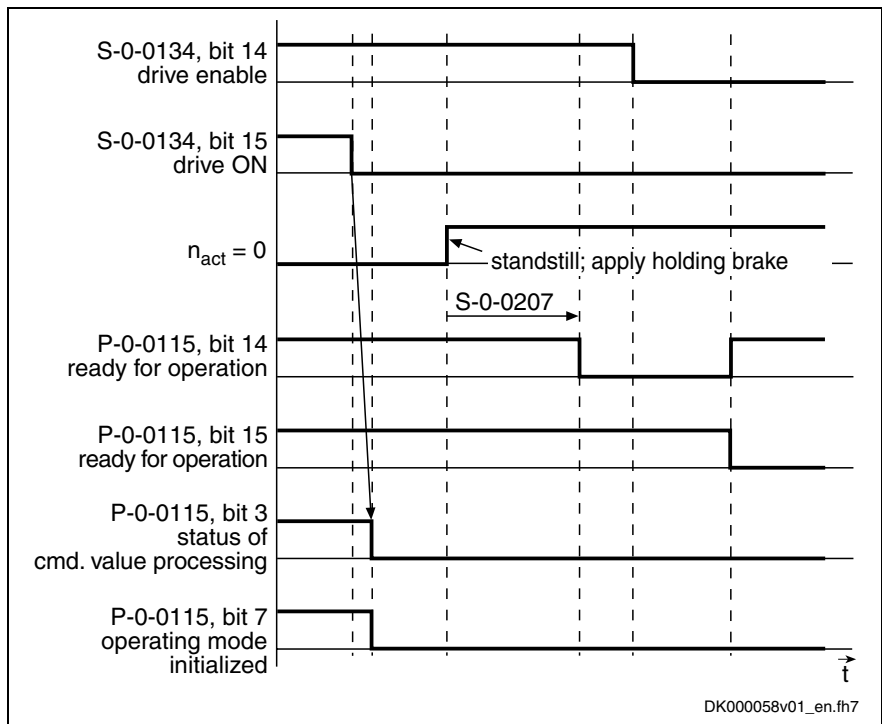 S-0-0134, bit 14
drive enable
S-0-0134, bit 15
drive ON
nact = 0
standstill; apply holding brake
S-0-0207
P-0-0115, bit 14
ready for operation
P-0-0115, bit 15
ready for operation
P-0-0115, bit 3
status of
cmd. value processing
P-0-0115, bit 7
operating mode
initialized
t
DK000058v01_en.fh7